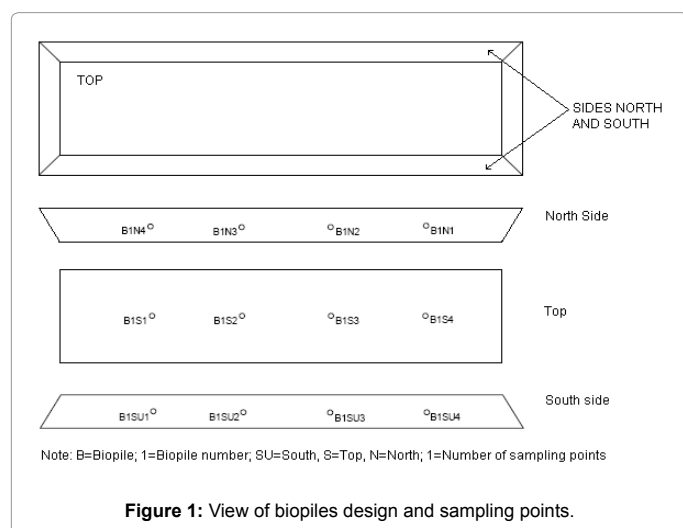 TOP
SIDES NORTH
AND SOUTH
North Side
B1N4 B1N3 B1N2 B1N1
Top
B1S1 B1S2 B1S3 B1S4
South side
B1SU1 B1SU2 B1SU3 B1SU4
Note: B=Biopile; 1=Biopile number; SU=South, S=Top, N=North; 1=Number of sampling points
Figure 1: View of biopiles design and sampling points.